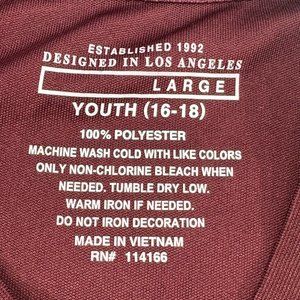 ESTABLISHED 1992
DESIGNED IN LOS ANGELES
LARGE
YOUTH (16-18)
100% POLYESTER
MACHINE WASH COLD WITH LIKE COLORS
ONLY NON-CHLORINE BLEACH WHEN
NEEDED. TUMBLE DRY LOW.
WARM IRON IF NEEDED.
DO NOT IRON DECORATION
MADE IN VIETNAM
RN# 114166